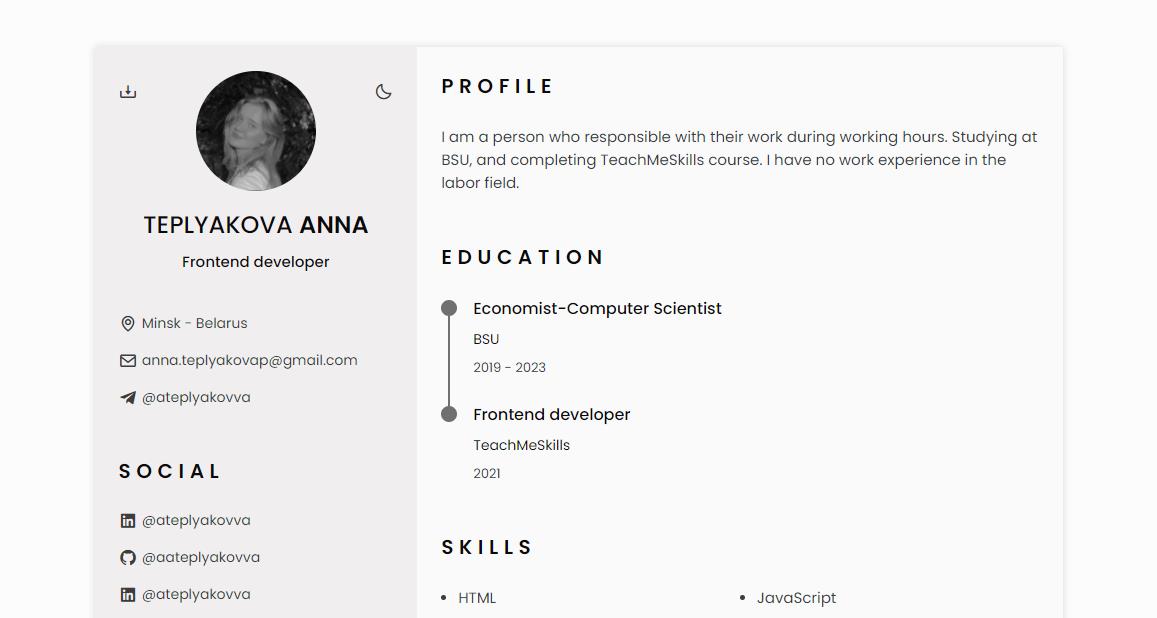 TEPLYAKOVA ANNA
Frontend developer
Minsk - Belarus
anna.teplyakovap@gmail.com
@ateplyakovva
SOCIAL
@ateplyakovva
@aateplyakovva
@ateplyakovva
PROFILE
I am a person who responsible with their work during working hours. Studying at
BSU, and completing TeachMeSkills course. I have no work experience in the
labor field.
EDUCATION
Economist-Computer Scientist
BSU
2019 - 2023
Frontend developer
TeachMeSkills
2021
SKILLS
HTML
JavaScript